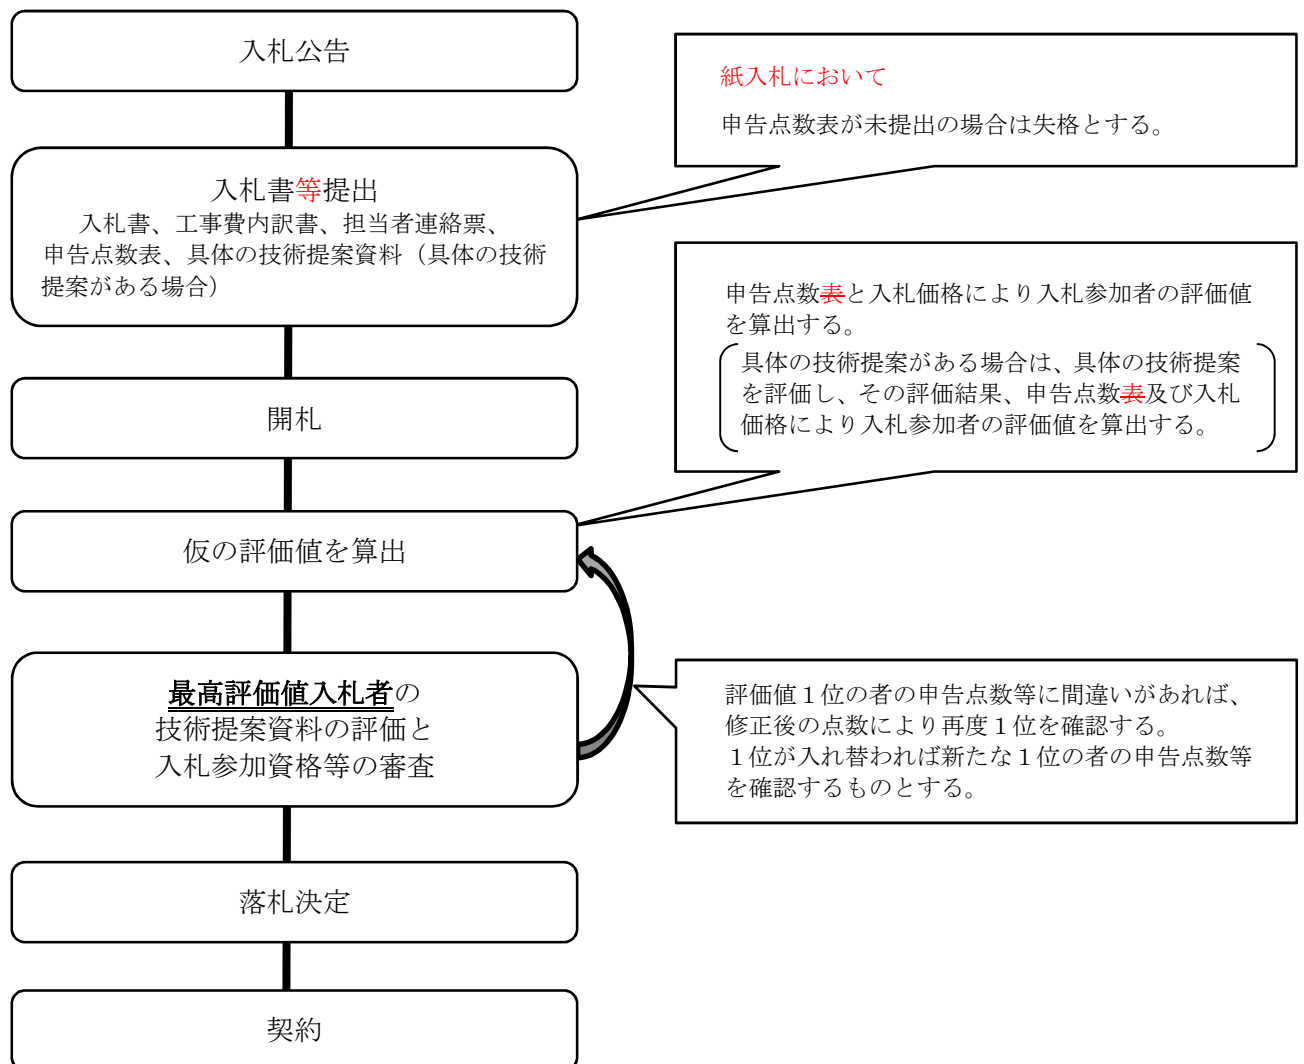 入札公告
紙入札において
申告点数表が未提出の場合は失格とする。
入札書等提出
入札書、工事費内訳書、担当者連絡票、
申告点数表、具体の技術提案資料（具体の技術
提案がある場合）
申告点数表と入札価格により入札参加者の評価値
を算出する。
具体の技術提案がある場合は、具体の技術提案
を評価し、その評価結果、申告点数表及び入札
価格により入札参加者の評価値を算出する。
開札
仮の評価値を算出
最高評価値入札者の
技術提案資料の評価と
入札参加資格等の審査
評価値１位の者の申告点数等に間違いがあれば、
修正後の点数により再度１位を確認する。
１位が入れ替われば新たな１位の者の申告点数等
を確認するものとする。
落札決定
契約